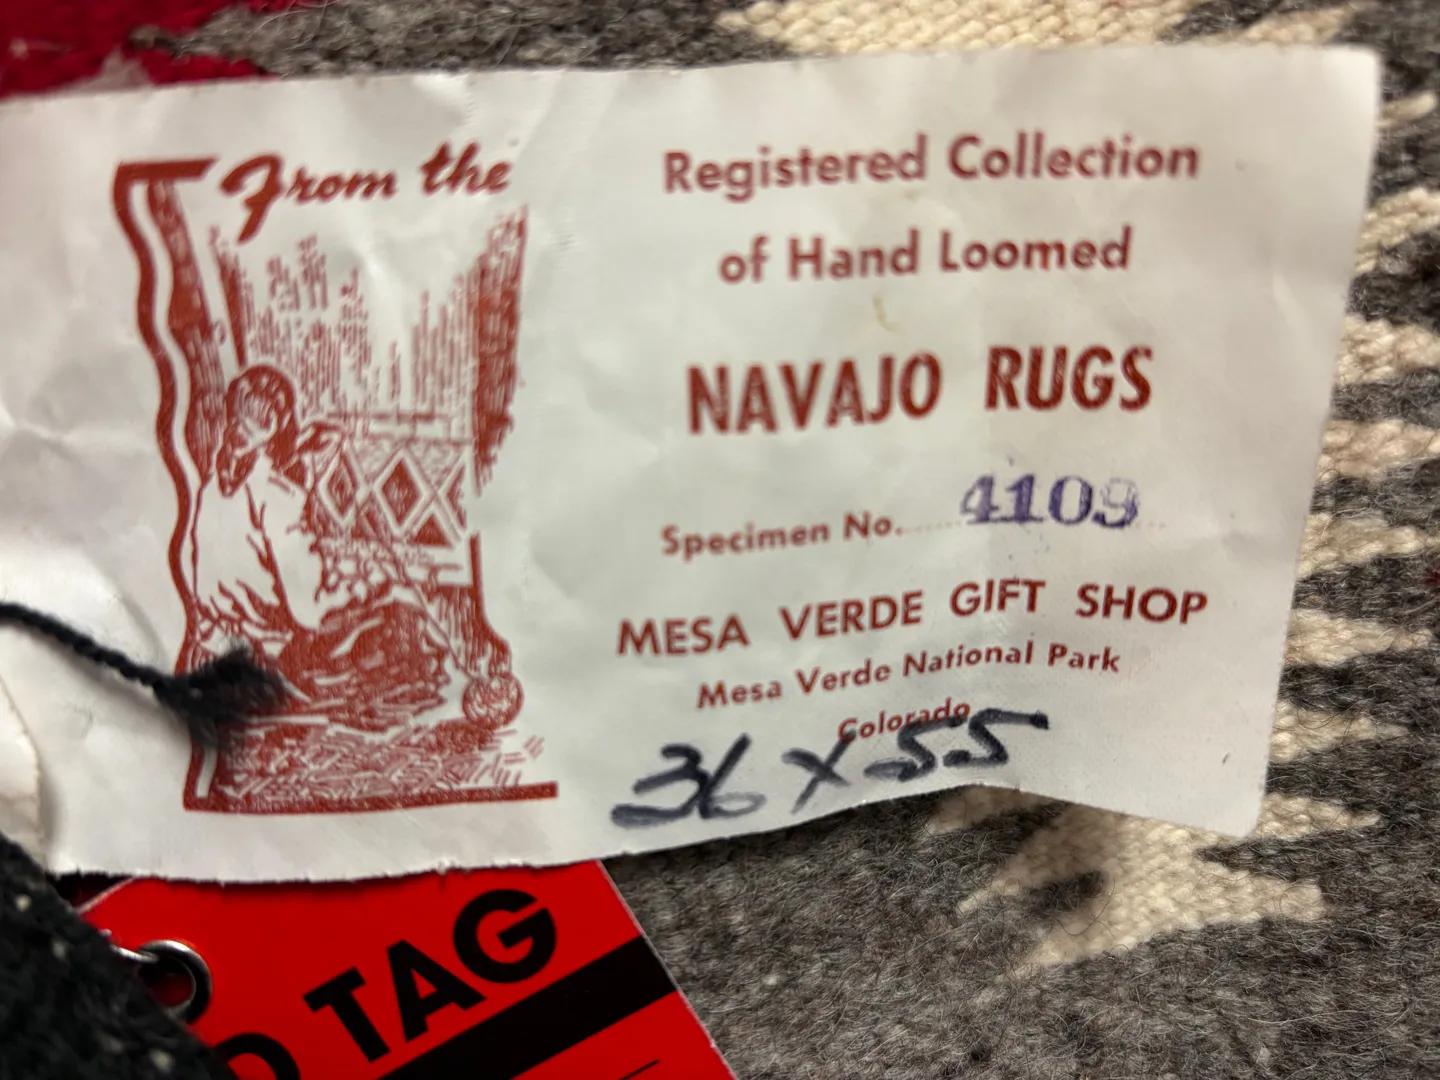 From the
Registered Collection
of Hand Loomed
NAVAJO RUGS
Specimen No. 4109
MESA VERDE GIFT SHOP
Mesa Verde National Park
Colorado
36 x 55
TAG